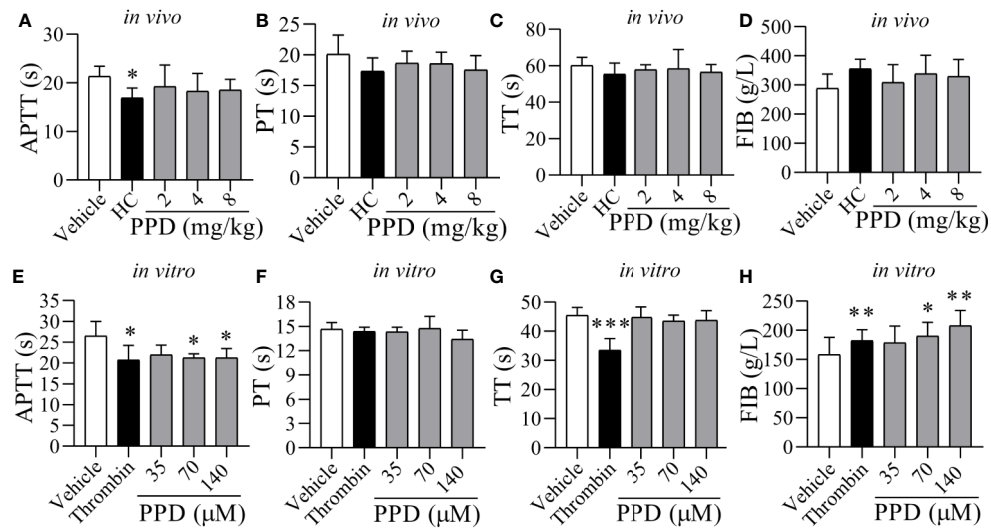 A
in vivo
APTT (s)
30
20
10
0
*
Vehicle
HC
2
4
8
PPD (mg/kg)
B
in vivo
PT (s)
25
20
15
10
5
0
Vehicle
HC
2
4
8
PPD (mg/kg)
C
in vivo
TT (s)
80
60
40
20
0
Vehicle
HC
2
4
8
PPD (mg/kg)
D
in vivo
FIB (g/L)
500
400
300
200
100
0
Vehicle
HC
2
4
8
PPD (mg/kg)
E
in vitro
APTT (s)
35
30
25
20
15
10
5
0
*
*
*
Vehicle
Thrombin
35
70
140
PPD (μM)
F
in vitro
PT (s)
18
15
12
9
6
3
0
Vehicle
Thrombin
35
70
140
PPD (μM)
G
in vitro
TT (s)
50
40
30
20
10
0
***
Vehicle
Thrombin
35
70
140
PPD (μM)
H
in vitro
FIB (g/L)
250
200
150
100
50
0
**
*
**
Vehicle
Thrombin
35
70
140
PPD (μM)